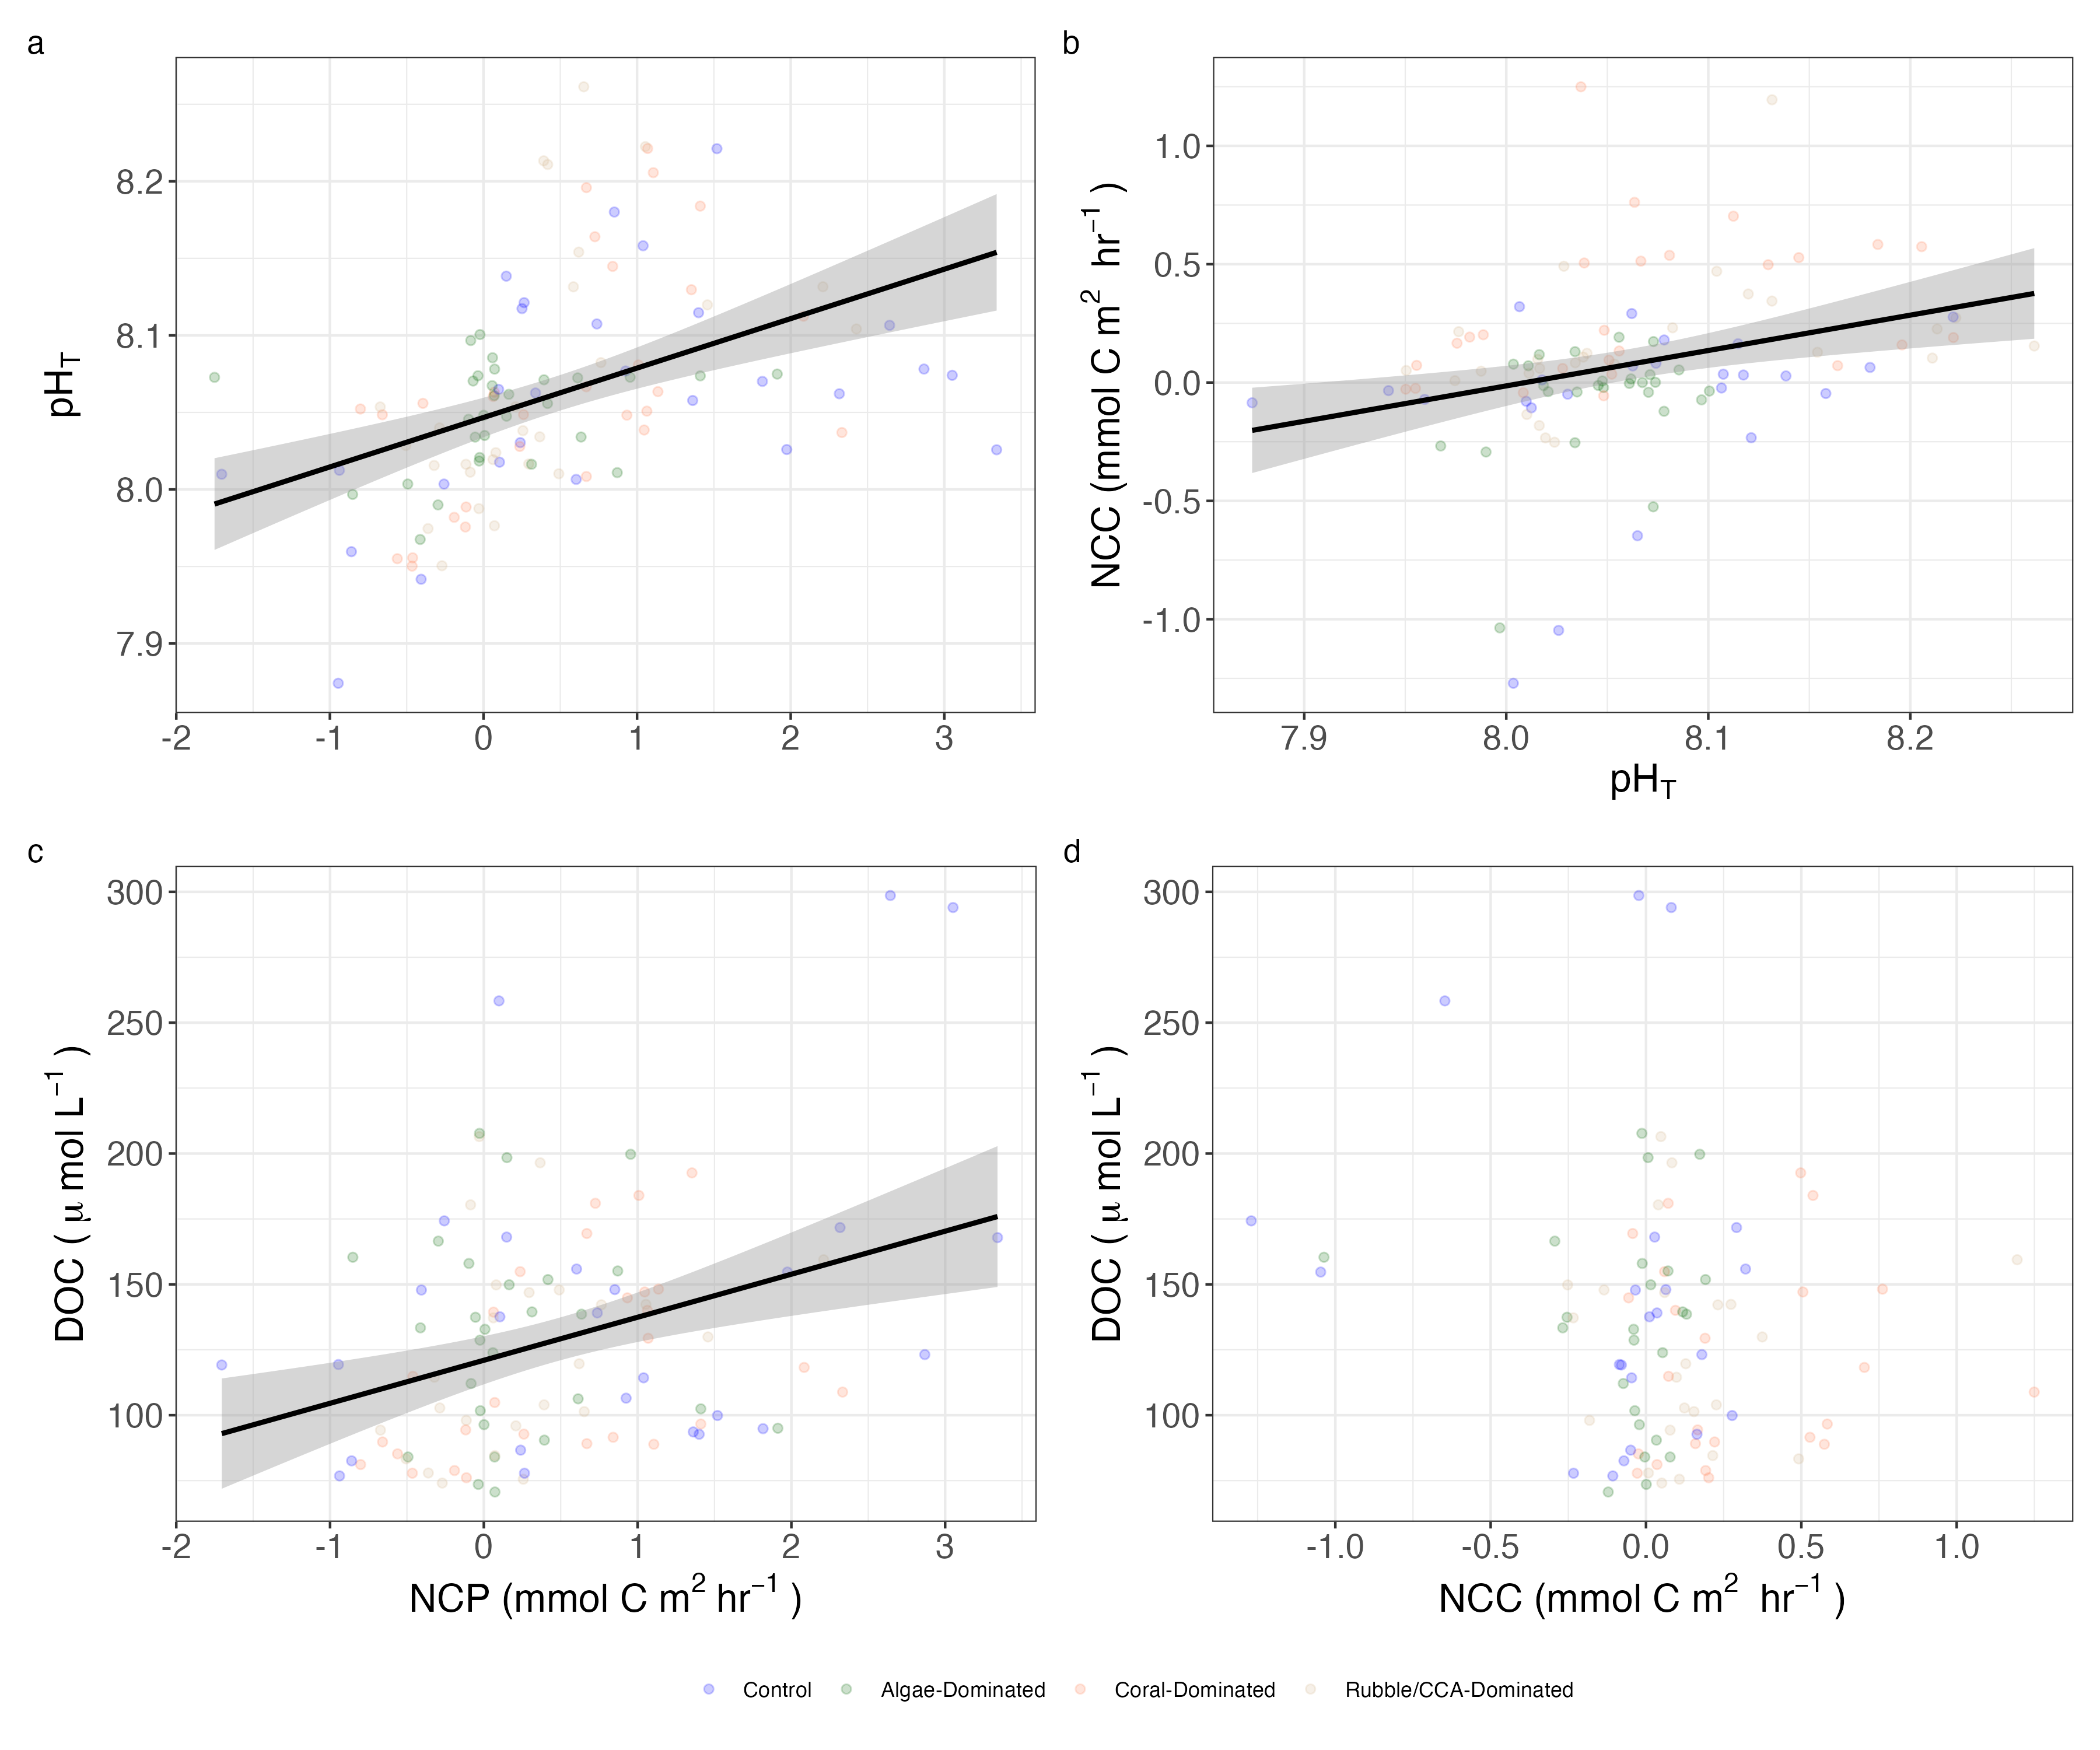 a
pH_T
8.2
8.1
8.0
7.9
-2 -1 0 1 2 3
b
NCC (mmol C m² hr⁻¹ )
1.0
0.5
0.0
-0.5
-1.0
7.9 8.0 8.1 8.2
pH_T
c
DOC ( μ mol L⁻¹ )
300
250
200
150
100
-2 -1 0 1 2 3
NCP (mmol C m² hr⁻¹ )
d
DOC ( μ mol L⁻¹ )
300
250
200
150
100
-1.0 -0.5 0.0 0.5 1.0
NCC (mmol C m² hr⁻¹ )
Control Algae-Dominated Coral-Dominated Rubble/CCA-Dominated